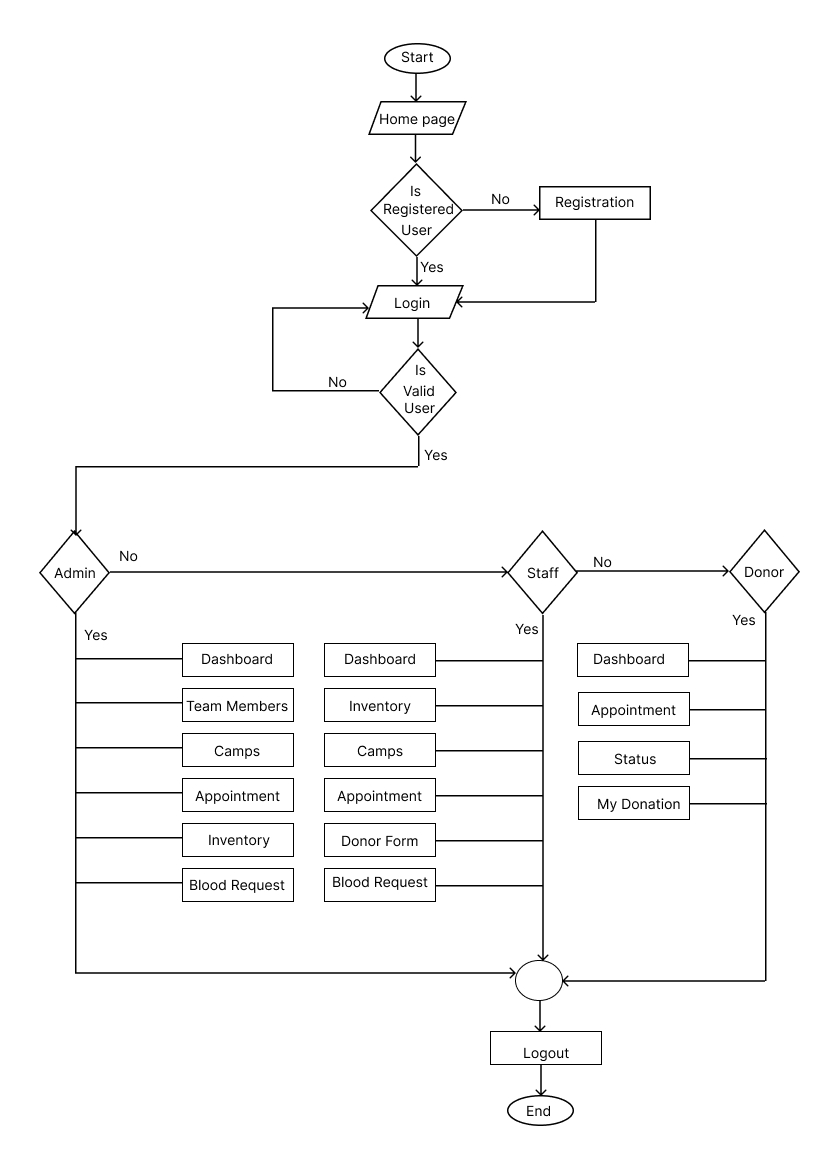 Start
Home page
Is
Registered
User
No
Registration
Yes
Login
Is
Valid
User
No
Yes
Admin
No
Staff
No
Donor
Yes
Yes
Yes
Dashboard
Team Members
Camps
Appointment
Inventory
Blood Request
Dashboard
Inventory
Camps
Appointment
Donor Form
Blood Request
Dashboard
Appointment
Status
My Donation
Logout
End